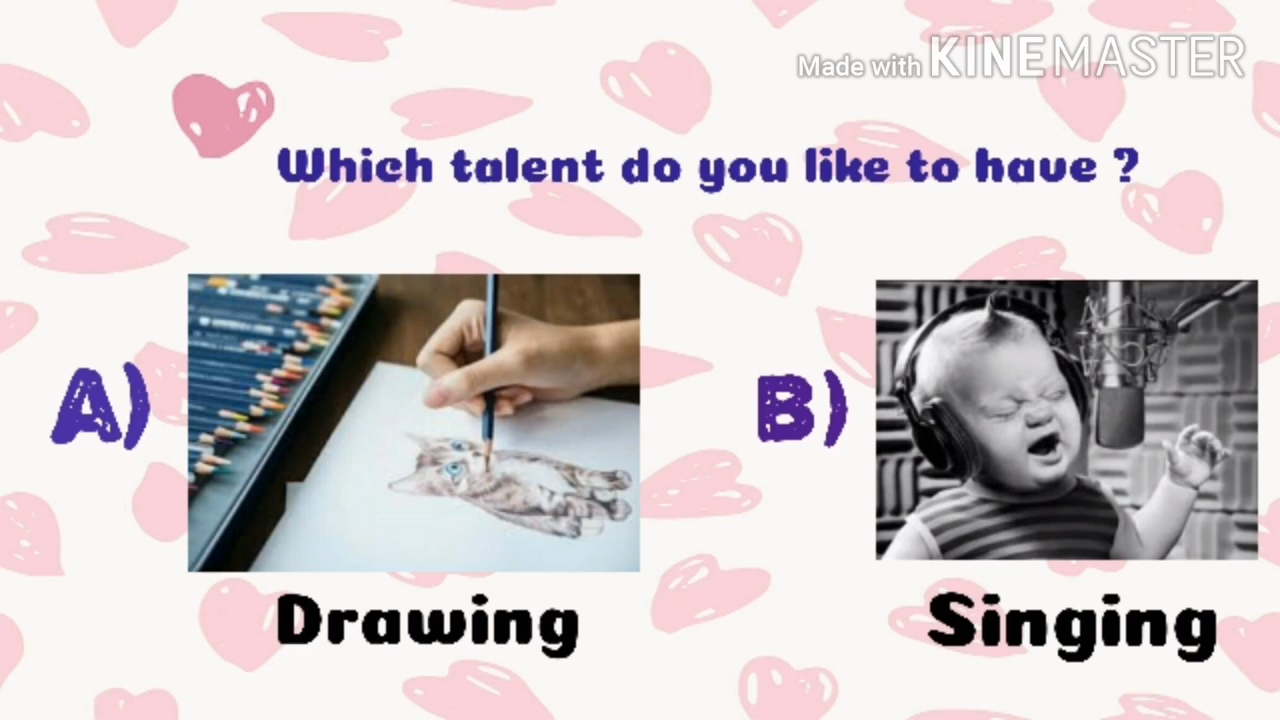 Made with KINEMASTER
Which talent do you like to have ?
A)
B)
Drawing
Singing